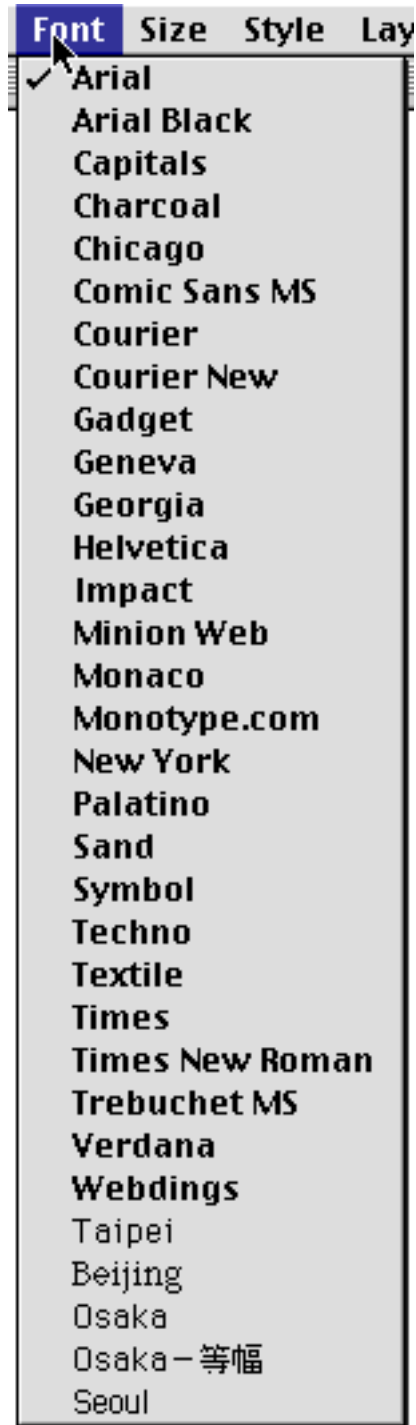 Font Size Style Lay
✓ Arial
Arial Black
Capitals
Charcoal
Chicago
Comic Sans MS
Courier
Courier New
Gadget
Geneva
Georgia
Helvetica
Impact
Minion Web
Monaco
Monotype.com
New York
Palatino
Sand
Symbol
Techno
Textile
Times
Times New Roman
Trebuchet MS
Verdana
Webdings
Taipei
Beijing
Osaka
Osaka－等幅
Seoul